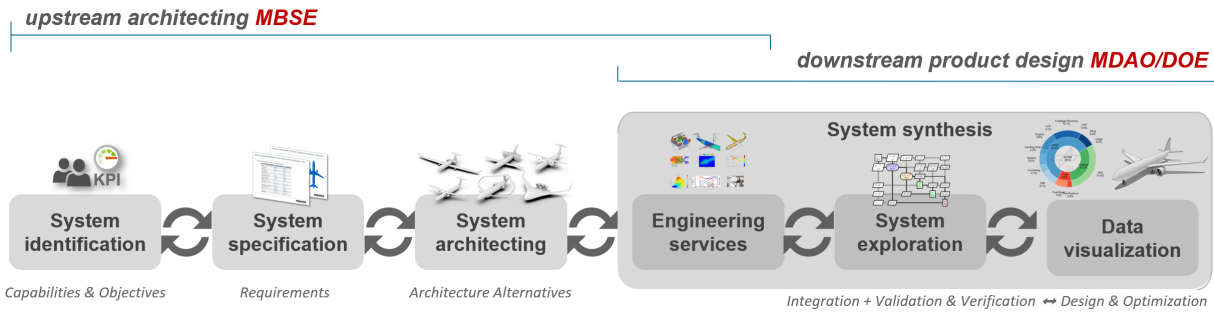 upstream architecting MBSE
downstream product design MDAO/DOE
System synthesis
KPI
System
identification
System
specification
System
architecting
Engineering
services
System
exploration
Data
visualization
Capabilities & Objectives
Requirements
Architecture Alternatives
Integration + Validation & Verification ↔ Design & Optimization